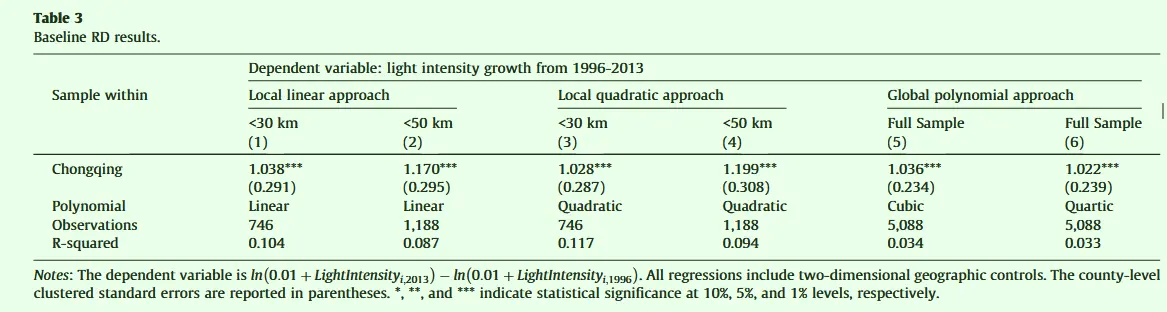 Table 3
Baseline RD results.
Dependent variable: light intensity growth from 1996-2013
Sample within Local linear approach Local quadratic approach Global polynomial approach
<30 km <50 km <30 km <50 km Full Sample Full Sample
(1) (2) (3) (4) (5) (6)
Chongqing 1.038*** 1.170*** 1.028*** 1.199*** 1.036*** 1.022***
(0.291) (0.295) (0.287) (0.308) (0.234) (0.239)
Polynomial Linear Linear Quadratic Quadratic Cubic Quartic
Observations 746 1,188 746 1,188 5,088 5,088
R-squared 0.104 0.087 0.117 0.094 0.034 0.033
Notes: The dependent variable is ln(0.01 + LightIntensity_{i,2013}) − ln(0.01 + LightIntensity_{i,1996}). All regressions include two-dimensional geographic controls. The county-level
clustered standard errors are reported in parentheses. *, **, and *** indicate statistical significance at 10%, 5%, and 1% levels, respectively.